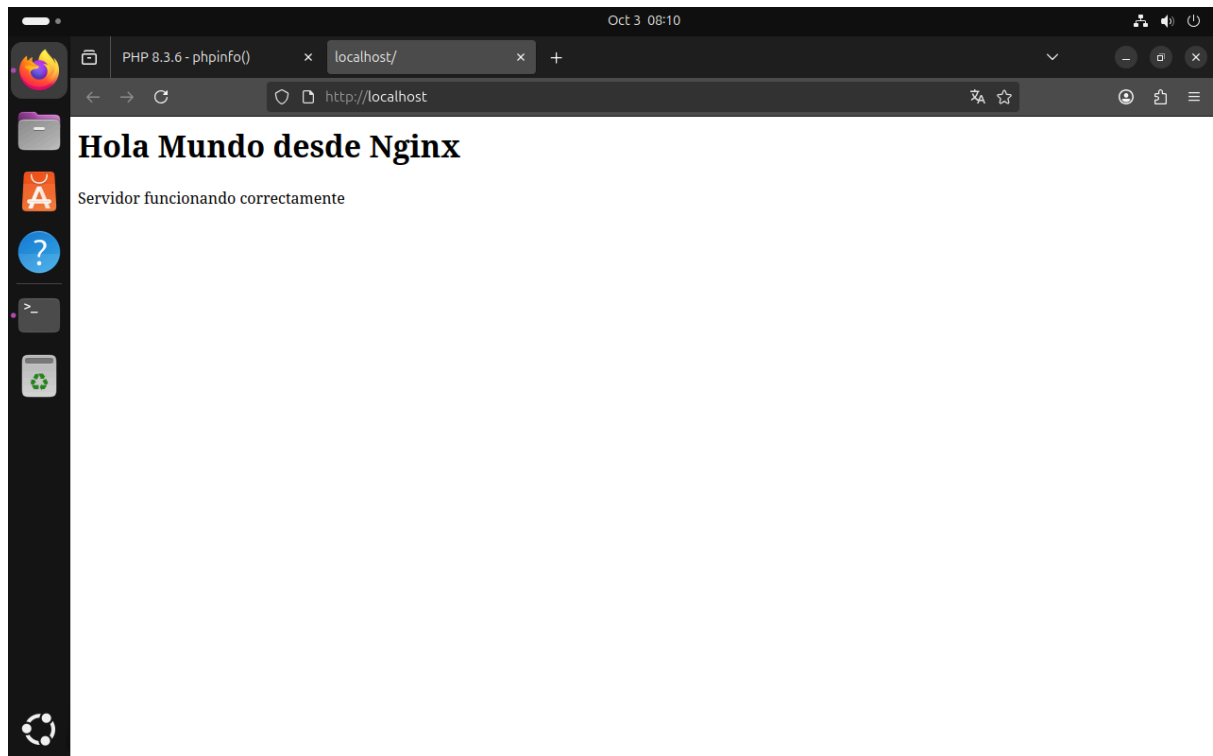 Oct 3 08:10
PHP 8.3.6 - phpinfo()
localhost/
http://localhost
Hola Mundo desde Nginx
Servidor funcionando correctamente